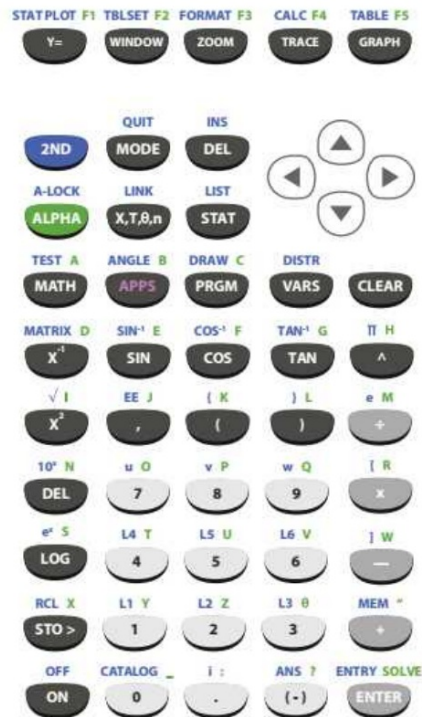 STAT PLOT F1 TBLSET F2 FORMAT F3 CALC F4 TABLE F5
Y= WINDOW ZOOM TRACE GRAPH
QUIT INS
2ND MODE DEL
A-LOCK LINK LIST
ALPHA X,T,θ,n STAT
TEST A ANGLE B DRAW C DISTR
MATH APPS PRGM VARS CLEAR
MATRIX D SIN⁻¹ E COS⁻¹ F TAN⁻¹ G Π H
X⁻¹ SIN COS TAN ^
√ I EE J { K } L e M
X² , ( ) ÷
10ˣ N u O v P w Q [ R
DEL 7 8 9 x
eˣ S L4 T L5 U L6 V ] W
LOG 4 5 6 —
RCL X L1 Y L2 Z L3 θ MEM "
STO > 1 2 3 +
OFF CATALOG _ i : ANS ? ENTRY SOLVE
ON 0 . (-) ENTER